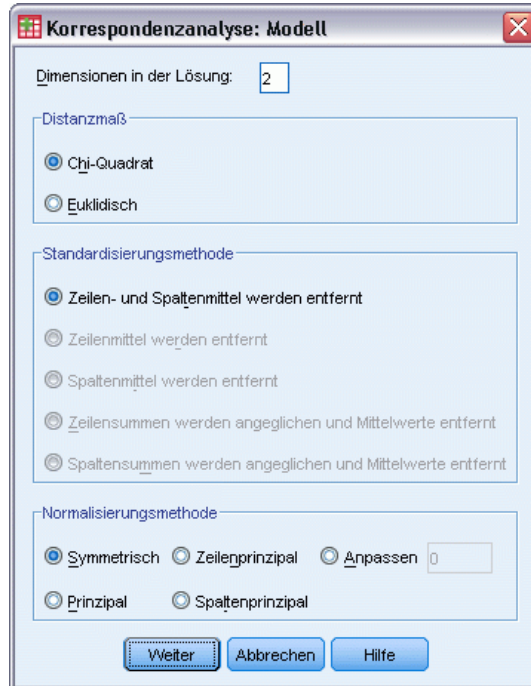 Korrespondenzanalyse: Modell
Dimensionen in der Lösung: 2
Distanzmaß
Chi-Quadrat
Euklidisch
Standardisierungsmethode
Zeilen- und Spaltenmittel werden entfernt
Zeilenmittel werden entfernt
Spaltenmittel werden entfernt
Zeilensummen werden angeglichen und Mittelwerte entfernt
Spaltensummen werden angeglichen und Mittelwerte entfernt
Normalisierungsmethode
Symmetrisch Zeilenprinzipal Anpassen 0
Prinzipal Spaltenprinzipal
Weiter Abbrechen Hilfe